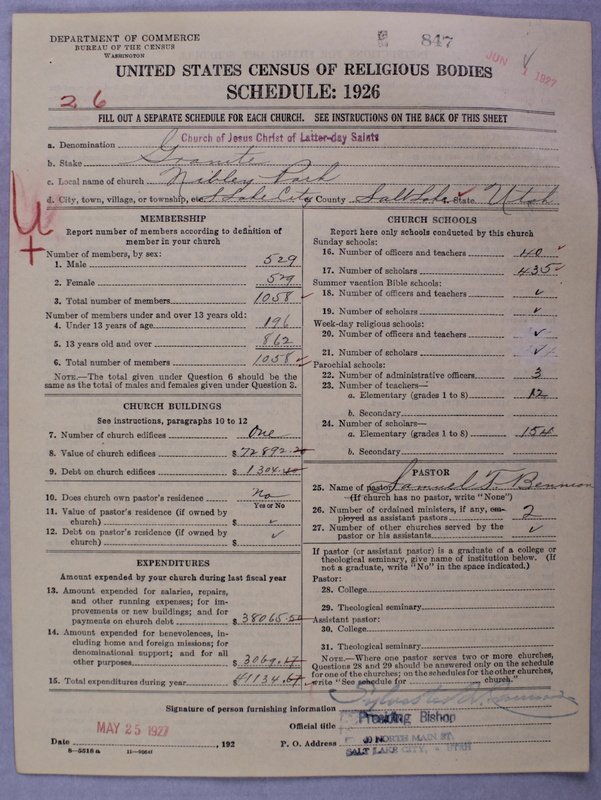 DEPARTMENT OF COMMERCE
BUREAU OF THE CENSUS
WASHINGTON
847
JUN 1 1927
UNITED STATES CENSUS OF RELIGIOUS BODIES
SCHEDULE: 1926
26
FILL OUT A SEPARATE SCHEDULE FOR EACH CHURCH. SEE INSTRUCTIONS ON THE BACK OF THIS SHEET
a. Denomination Church of Jesus Christ of Latter-day Saints
b. Stake Granite
c. Local name of church Nibley Park
d. City, town, village, or township, etc. Salt Lake City County Salt Lake State Utah
MEMBERSHIP
Report number of members according to definition of
member in your church
Number of members, by sex:
1. Male 529
2. Female 529
3. Total number of members 1058
Number of members under and over 13 years old:
4. Under 13 years of age 196
5. 13 years old and over 862
6. Total number of members 1058
NOTE.—The total given under Question 6 should be the
same as the total of males and females given under Question 3.
CHURCH BUILDINGS
See instructions, paragraphs 10 to 12
7. Number of church edifices One
8. Value of church edifices $72892.20
9. Debt on church edifices $1304.40
10. Does church own pastor's residence No
Yes or No
11. Value of pastor's residence (if owned by
church) $ ✓
12. Debt on pastor's residence (if owned by
church) $ ✓
EXPENDITURES
Amount expended by your church during last fiscal year
13. Amount expended for salaries, repairs,
and other running expenses; for im-
provements or new buildings; and for
payments on church debt $38065.50
14. Amount expended for benevolences, in-
cluding home and foreign missions; for
denominational support; and for all
other purposes $3069.17
15. Total expenditures during year $41134.67
CHURCH SCHOOLS
Report here only schools conducted by this church
Sunday schools:
16. Number of officers and teachers 40
17. Number of scholars 435
Summer vacation Bible schools:
18. Number of officers and teachers ✓
19. Number of scholars ✓
Week-day religious schools:
20. Number of officers and teachers ✓
21. Number of scholars ✓
Parochial schools:
22. Number of administrative officers 3
23. Number of teachers—
a. Elementary (grades 1 to 8) 12
b. Secondary
24. Number of scholars—
a. Elementary (grades 1 to 8) 154
b. Secondary
PASTOR
25. Name of pastor Samuel F. Bennion
(If church has no pastor, write "None")
26. Number of ordained ministers, if any, em-
ployed as assistant pastors 2
27. Number of other churches served by the
pastor or his assistants ✓
If pastor (or assistant pastor) is a graduate of a college or
theological seminary, give name of institution below. (If
not a graduate, write "No" in the space indicated.)
Pastor:
28. College
29. Theological seminary
Assistant pastor:
30. College
31. Theological seminary
NOTE.—Where one pastor serves two or more churches,
Questions 28 and 29 should be answered only on the schedule
for one of the churches; on the schedules for the other churches,
write "See schedule for church."
Signature of person furnishing information
Official title Presiding Bishop
MAY 25 1927
Date , 192 P. O. Address 40 NORTH MAIN ST.
SALT LAKE CITY, UTAH